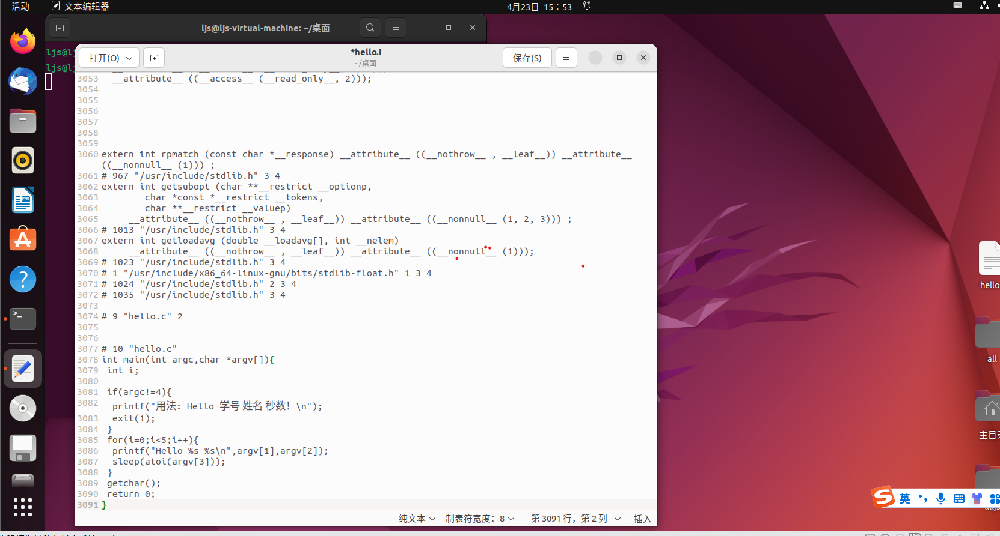 活动
文本编辑器
4月23日 15：53
ljs@ljs-virtual-machine: ~/桌面
ljs@lj
ljs@lj
打开(O)
*hello.i
~/桌面
保存(S)
3053   __attribute__ ((__access__ (__read_only__, 2)));
3054
3055
3056
3057
3058
3059
3060 extern int rpmatch (const char *__response) __attribute__ ((__nothrow__ , __leaf__)) __attribute__
((__nonnull__ (1))) ;
3061 # 967 "/usr/include/stdlib.h" 3 4
3062 extern int getsubopt (char **__restrict __optionp,
3063         char *const *__restrict __tokens,
3064         char **__restrict __valuep)
3065      __attribute__ ((__nothrow__ , __leaf__)) __attribute__ ((__nonnull__ (1, 2, 3))) ;
3066 # 1013 "/usr/include/stdlib.h" 3 4
3067 extern int getloadavg (double __loadavg[], int __nelem)
3068      __attribute__ ((__nothrow__ , __leaf__)) __attribute__ ((__nonnull__ (1)));
3069 # 1023 "/usr/include/stdlib.h" 3 4
3070 # 1 "/usr/include/x86_64-linux-gnu/bits/stdlib-float.h" 1 3 4
3071 # 1024 "/usr/include/stdlib.h" 2 3 4
3072 # 1035 "/usr/include/stdlib.h" 3 4
3073
3074 # 9 "hello.c" 2
3075
3076
3077 # 10 "hello.c"
3078 int main(int argc,char *argv[]){
3079  int i;
3080
3081  if(argc!=4){
3082   printf("用法: Hello 学号 姓名 秒数！\n");
3083   exit(1);
3084  }
3085  for(i=0;i<5;i++){
3086   printf("Hello %s %s\n",argv[1],argv[2]);
3087   sleep(atoi(argv[3]));
3088  }
3089  getchar();
3090  return 0;
3091 }
纯文本 制表符宽度：8 第 3091 行，第 2 列 插入
hello
all
主目录
英